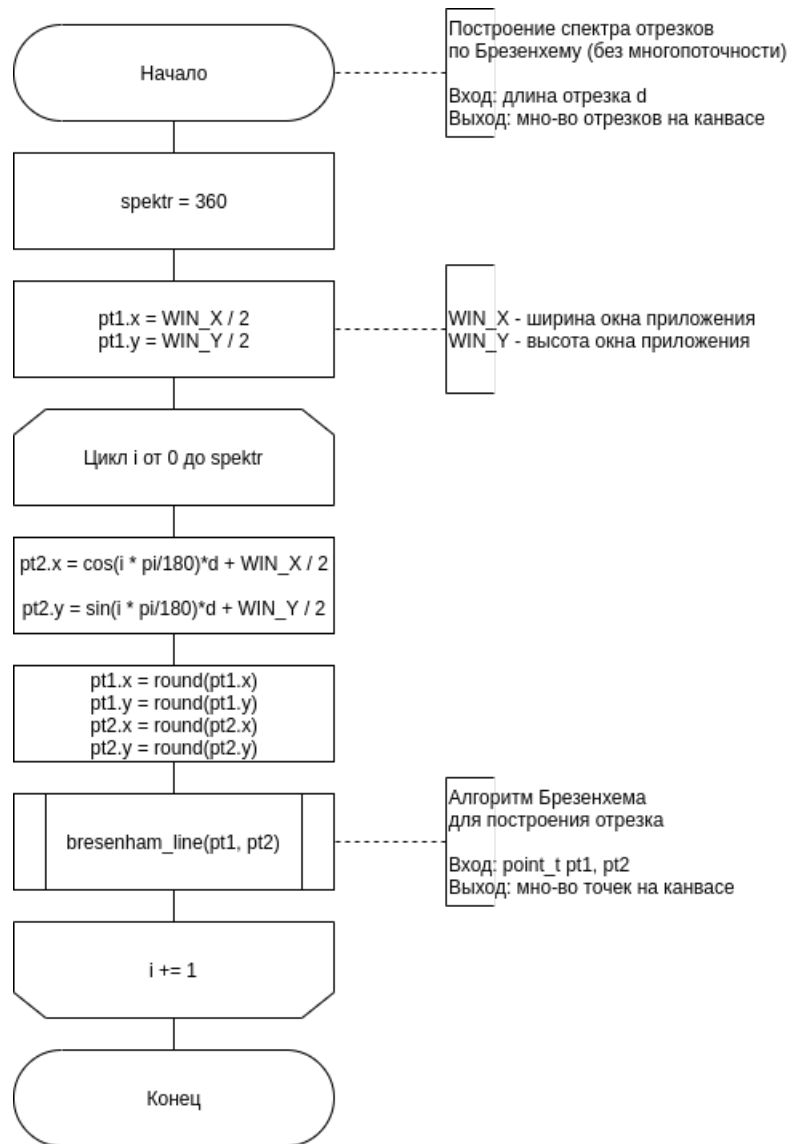 Начало
Построение спектра отрезков
по Брезенхему (без многопоточности)
Вход: длина отрезка d
Выход: мно-во отрезков на канвасе
spektr = 360
pt1.x = WIN_X / 2
pt1.y = WIN_Y / 2
WIN_X - ширина окна приложения
WIN_Y - высота окна приложения
Цикл i от 0 до spektr
pt2.x = cos(i * pi/180)*d + WIN_X / 2
pt2.y = sin(i * pi/180)*d + WIN_Y / 2
pt1.x = round(pt1.x)
pt1.y = round(pt1.y)
pt2.x = round(pt2.x)
pt2.y = round(pt2.y)
bresenham_line(pt1, pt2)
Алгоритм Брезенхема
для построения отрезка
Вход: point_t pt1, pt2
Выход: мно-во точек на канвасе
i += 1
Конец